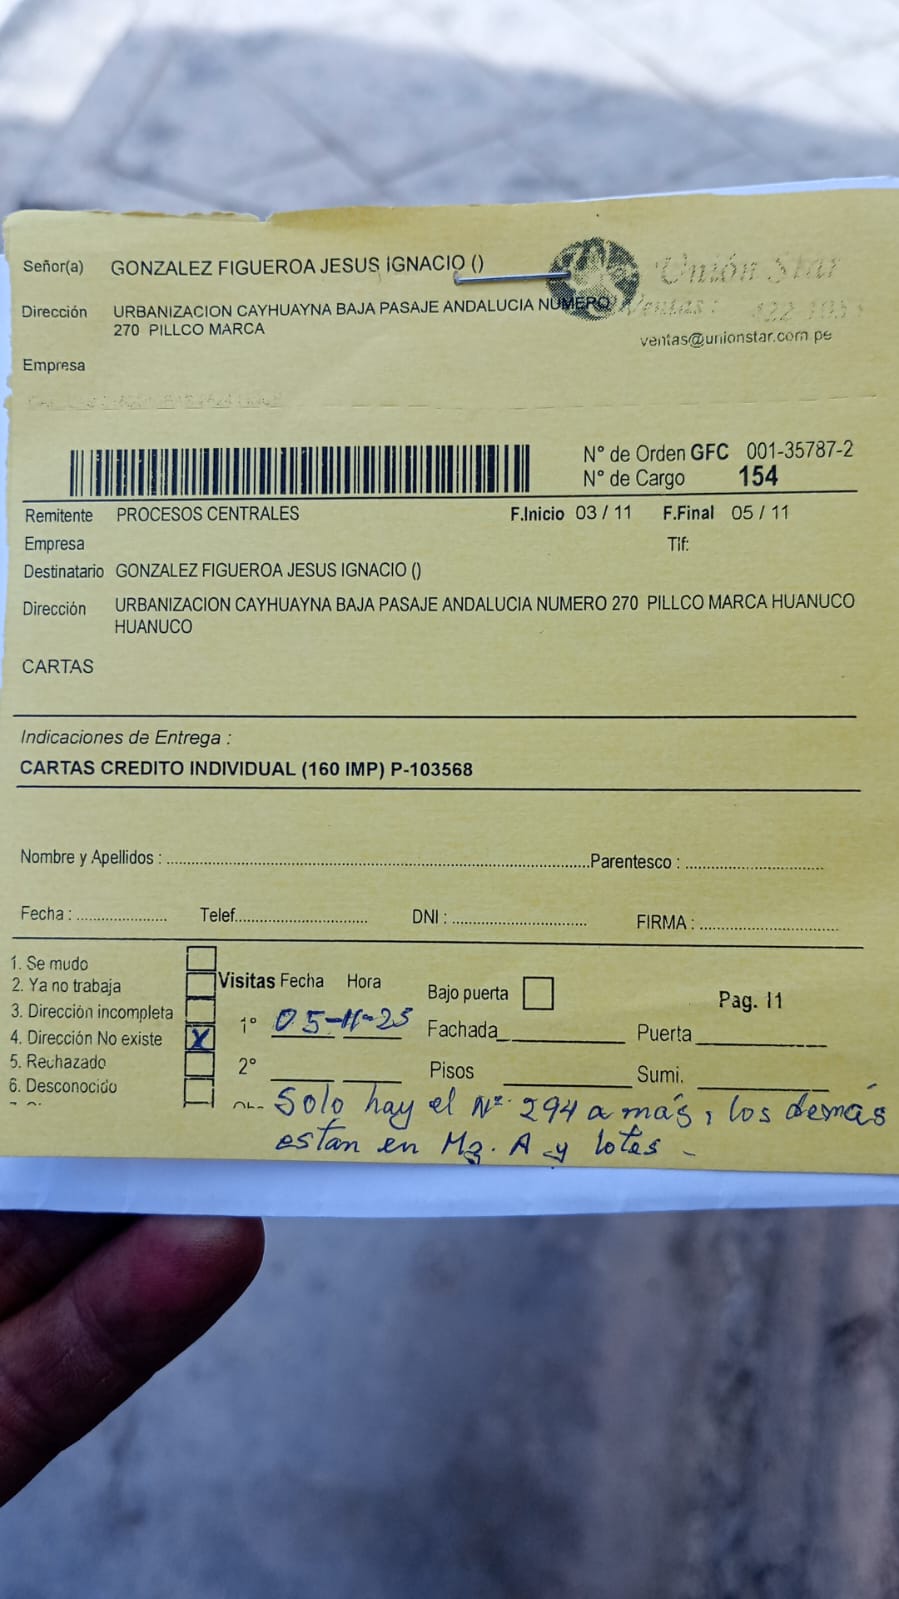 Señor(a) GONZALEZ FIGUEROA JESUS IGNACIO ()
Unión Star
Dirección URBANIZACION CAYHUAYNA BAJA PASAJE ANDALUCIA NUMERO
270 PILLCO MARCA
Ventas:
ventas@unionstar.com.pe
Empresa
N° de Orden GFC 001-35787-2
N° de Cargo 154
Remitente PROCESOS CENTRALES F.Inicio 03 / 11 F.Final 05 / 11
Empresa Tlf:
Destinatario GONZALEZ FIGUEROA JESUS IGNACIO ()
Dirección URBANIZACION CAYHUAYNA BAJA PASAJE ANDALUCIA NUMERO 270 PILLCO MARCA HUANUCO
HUANUCO
CARTAS
Indicaciones de Entrega :
CARTAS CREDITO INDIVIDUAL (160 IMP) P-103568
Nombre y Apellidos : Parentesco :
Fecha : Telef. DNI : FIRMA :
1. Se mudo
2. Ya no trabaja
3. Dirección incompleta
4. Dirección No existe X
5. Rechazado
6. Desconocido
Visitas Fecha Hora Bajo puerta Pag. I1
1° 05-11-25 Fachada Puerta
2° Pisos Sumi.
Solo hay el N° 294 a más, los demás
están en Mz. A y lotes -